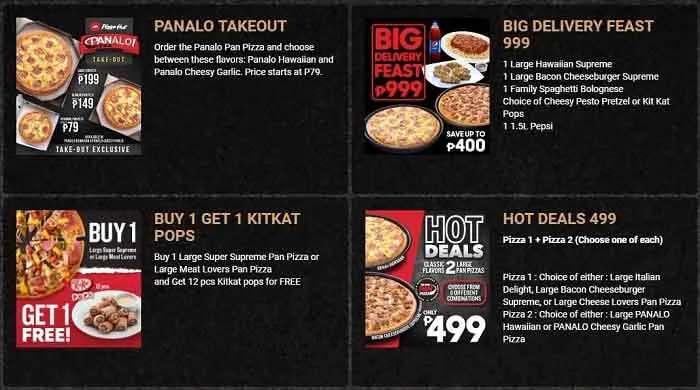 Pizza Hut
PANALO!
TAKE-OUT
₱199
₱149
₱79
TAKE-OUT EXCLUSIVE
PANALO TAKEOUT
Order the Panalo Pan Pizza and choose
between these flavors: Panalo Hawaiian and
Panalo Cheesy Garlic. Price starts at P79.
BIG
DELIVERY
FEAST
₱999
SAVE UP TO
₱400
BIG DELIVERY FEAST
999
1 Large Hawaiian Supreme
1 Large Bacon Cheeseburger Supreme
1 Family Spaghetti Bolognese
Choice of Cheesy Pesto Pretzel or Kit Kat
Pops
1 1.5L Pepsi
BUY 1
Large Super Supreme
or Large Meat Lovers
KitKat
POPS
12 pcs
GET 1
FREE!
BUY 1 GET 1 KITKAT
POPS
Buy 1 Large Super Supreme Pan Pizza or
Large Meat Lovers Pan Pizza
and Get 12 pcs Kitkat pops for FREE
HOT
DEALS
CLASSIC
FLAVORS
2
LARGE
PAN PIZZAS
CHOOSE FROM
6 DIFFERENT
COMBINATIONS
ONLY
₱499
BACON CHEESEBURGER SUPREME
HOT DEALS 499
Pizza 1 + Pizza 2 (Choose one of each)
Pizza 1 : Choice of either : Large Italian
Delight, Large Bacon Cheeseburger
Supreme, or Large Cheese Lovers Pan Pizza
Pizza 2 : Choice of either : Large PANALO
Hawaiian or PANALO Cheesy Garlic Pan
Pizza